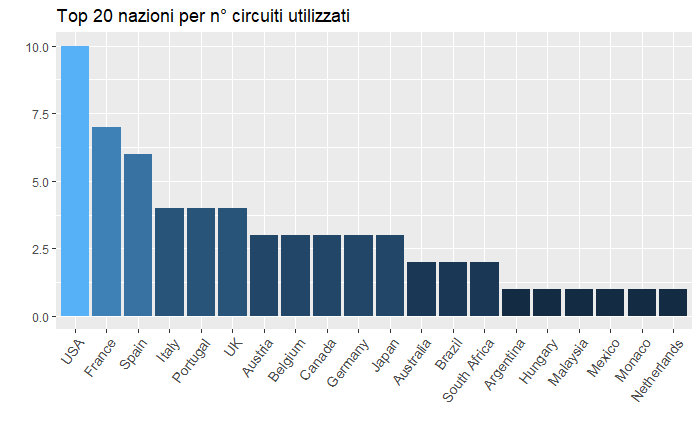 Top 20 nazioni per n° circuiti utilizzati
10.0
7.5
5.0
2.5
0.0
USA
France
Spain
Italy
Portugal
UK
Austria
Belgium
Canada
Germany
Japan
Australia
Brazil
South Africa
Argentina
Hungary
Malaysia
Mexico
Monaco
Netherlands